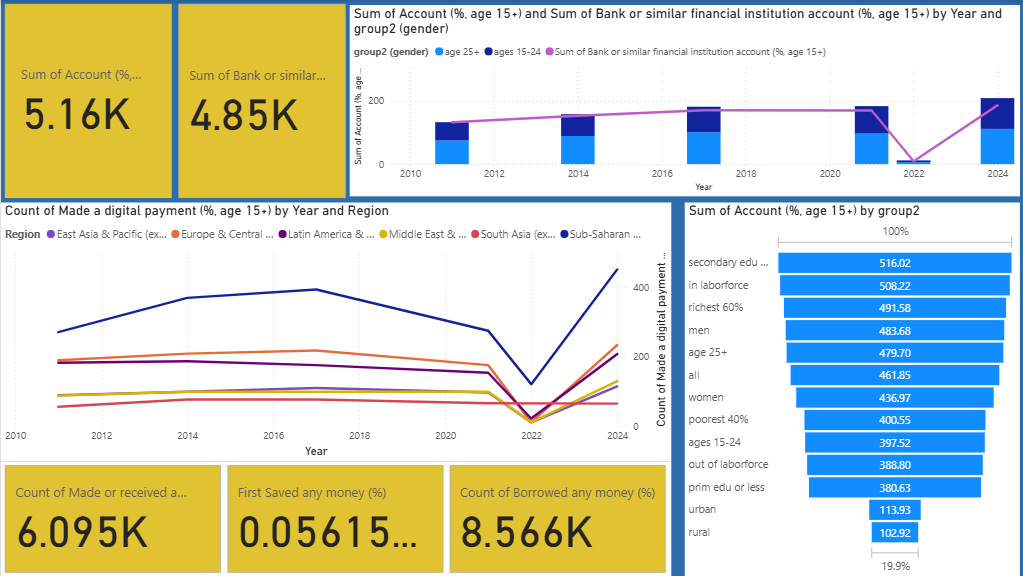 Sum of Account (%,...
5.16K
Sum of Bank or similar...
4.85K
Sum of Account (%, age 15+) and Sum of Bank or similar financial institution account (%, age 15+) by Year and
group2 (gender)
group2 (gender) age 25+ ages 15-24 Sum of Bank or similar financial institution account (%, age 15+)
Sum of Account (%, age ...
200
0
2010 2012 2014 2016 2018 2020 2022 2024
Year
Count of Made a digital payment (%, age 15+) by Year and Region
Region East Asia & Pacific (ex... Europe & Central ... Latin America & ... Middle East & ... South Asia (ex... Sub-Saharan ...
Count of Made a digital payment ...
400
200
0
2010 2012 2014 2016 2018 2020 2022 2024
Year
Sum of Account (%, age 15+) by group2
100%
secondary edu ... 516.02
in laborforce 508.22
richest 60% 491.58
men 483.68
age 25+ 479.70
all 461.85
women 436.97
poorest 40% 400.55
ages 15-24 397.52
out of laborforce 388.80
prim edu or less 380.63
urban 113.93
rural 102.92
19.9%
Count of Made or received a...
6.095K
First Saved any money (%)
0.05615...
Count of Borrowed any money (%)
8.566K